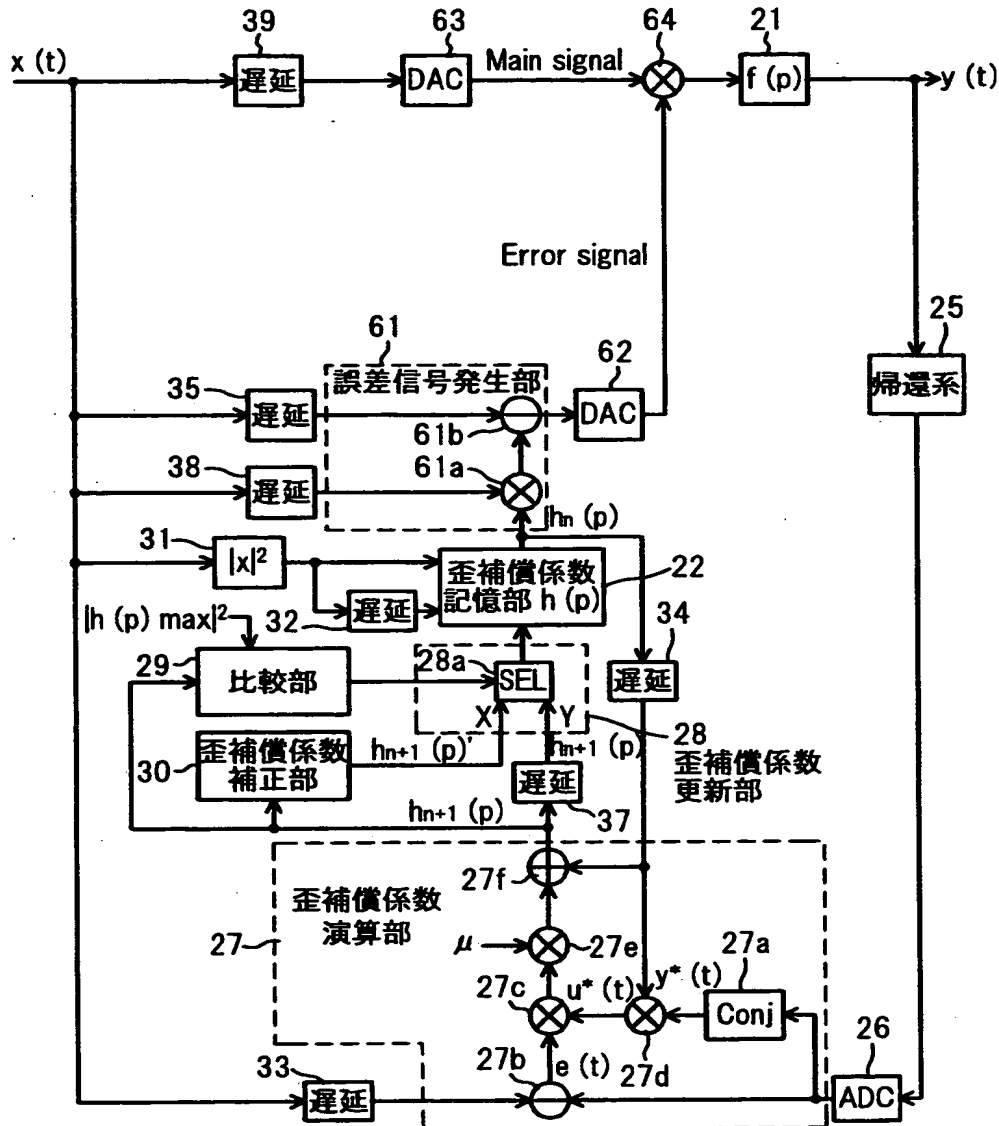 39
63
64
21
x (t)
遅延
DAC
Main signal
f (p)
y (t)
Error signal
25
帰還系
61
誤差信号発生部
62
35
遅延
61b
DAC
38
遅延
61a
hn (p)
31
|x|²
歪補償係数
記憶部 h (p)
22
遅延
32
|h (p) max|²
34
遅延
29
比較部
28a
SEL
X
Y
28
歪補償係数
更新部
hn+1 (p)'
hn+1 (p)
30
歪補償係数
補正部
遅延
37
hn+1 (p)
27f
歪補償係数
演算部
27
μ
27e
27a
y* (t)
27c
u* (t)
Conj
27d
26
ADC
33
遅延
27b
e (t)